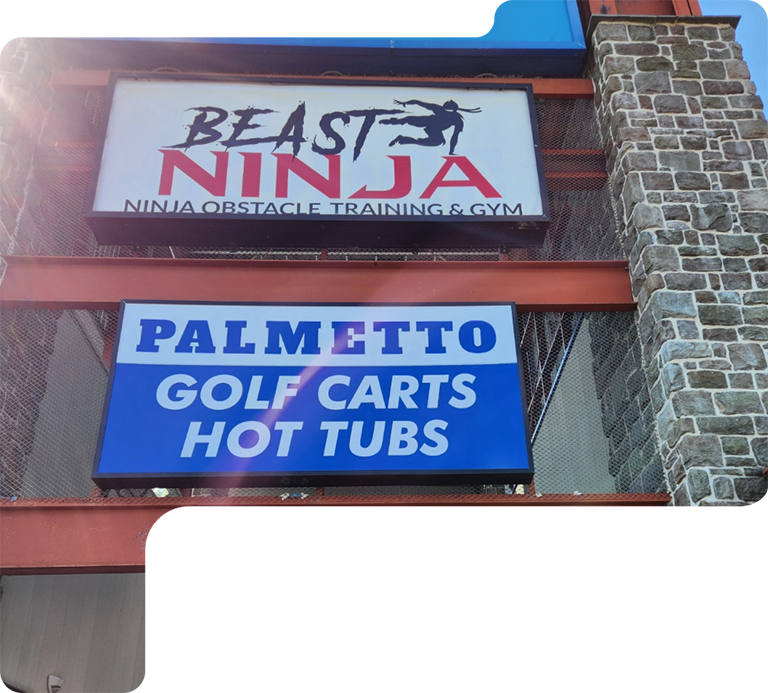 BEAST
NINJA
NINJA OBSTACLE TRAINING & GYM
PALMETTO
GOLF CARTS
HOT TUBS